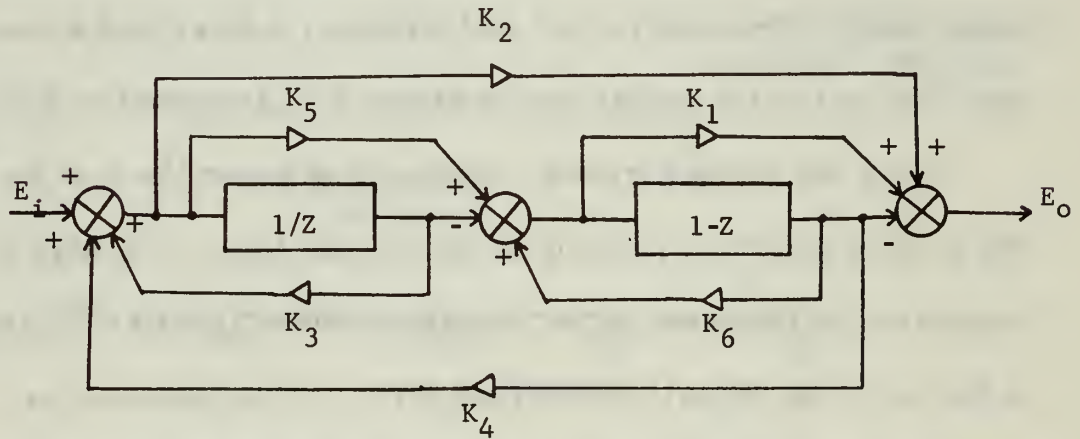 K2
K5
K1
+ +
Ei + + + 1/Z + - + 1-Z - Eo
K3
K6
K4